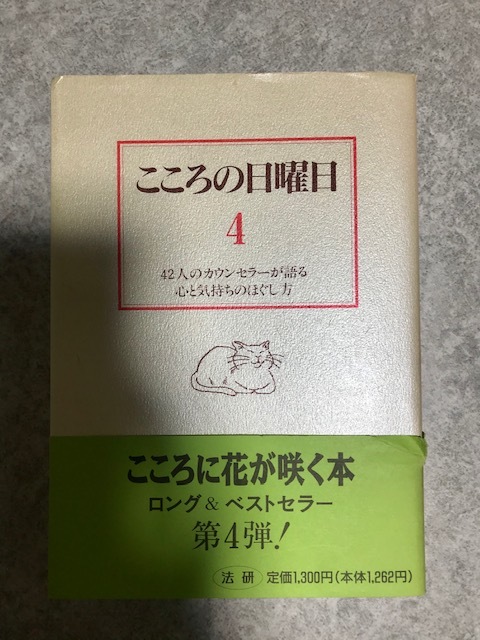 こころの日曜日
4
42人のカウンセラーが語る
心と気持ちのほぐし方
こころに花が咲く本
ロング&ベストセラー
第4弾!
法研 定価1,300円(本体1,262円)